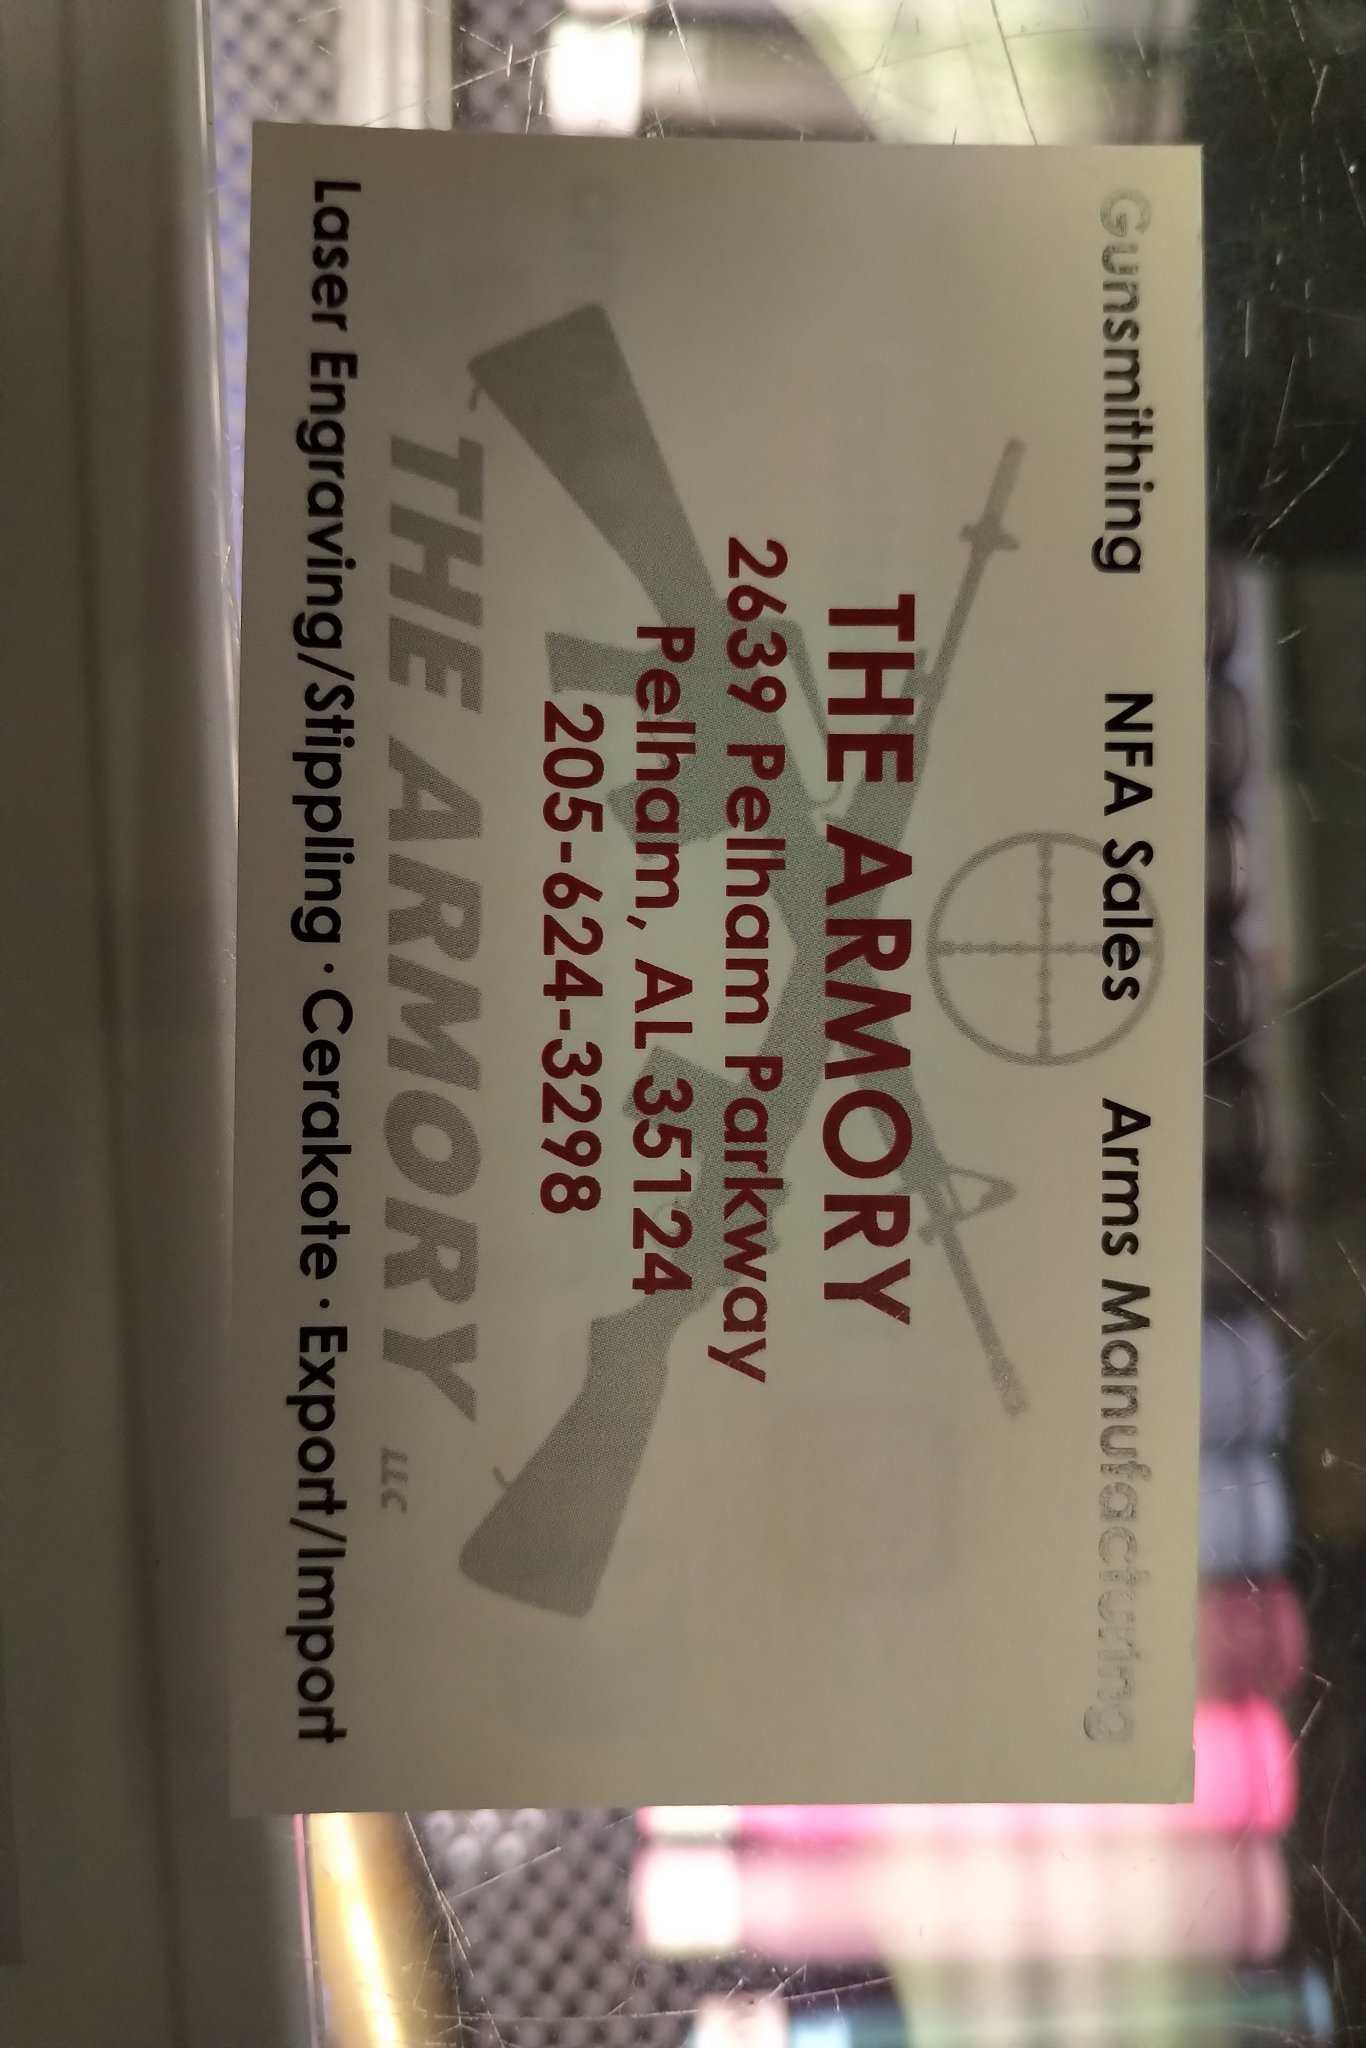 Gunsmithing NFA Sales Arms Manufacturing
THE ARMORY
2639 Pelham Parkway
Pelham, AL 35124
205-624-3298
THE ARMORY LLC
Laser Engraving/Stippling · Cerakote · Export/Import